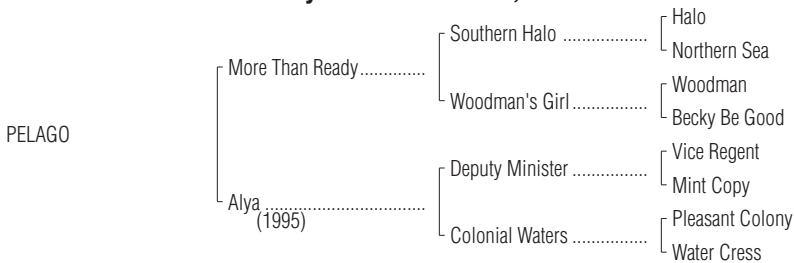 Halo
Southern Halo ..................
Northern Sea
More Than Ready..............
Woodman
Woodman's Girl................
Becky Be Good
PELAGO
Vice Regent
Deputy Minister ................
Mint Copy
Alya ..................................
(1995)
Pleasant Colony
Colonial Waters ................
Water Cress